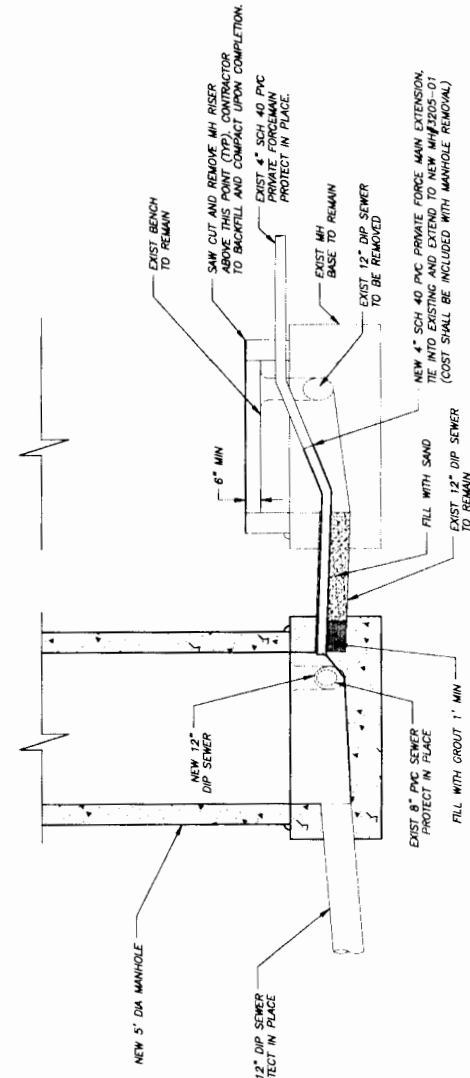 NEW 5' DIA MANHOLE
12" DIP SEWER
TECT IN PLACE
NEW 12"
DIP SEWER
EXIST 8" PVC SEWER
PROTECT IN PLACE
FILL WITH GROUT 1' MIN
6" MIN
EXIST BENCH
TO REMAIN
SAW CUT AND REMOVE MH RISER
ABOVE THIS POINT (TYP). CONTRACTOR
TO BACKFILL AND COMPACT UPON COMPLETION.
EXIST 4" SCH 40 PVC
PRIVATE FORCEMAIN
PROTECT IN PLACE.
EXIST MH
BASE TO REMAIN
EXIST 12" DIP SEWER
TO BE REMOVED
NEW 4" SCH 40 PVC PRIVATE FORCE MAIN EXTENSION,
TIE INTO EXISTING AND EXTEND TO NEW MH#3205-01
(COST SHALL BE INCLUDED WITH MANHOLE REMOVAL)
FILL WITH SAND
EXIST 12" DIP SEWER
TO REMAIN